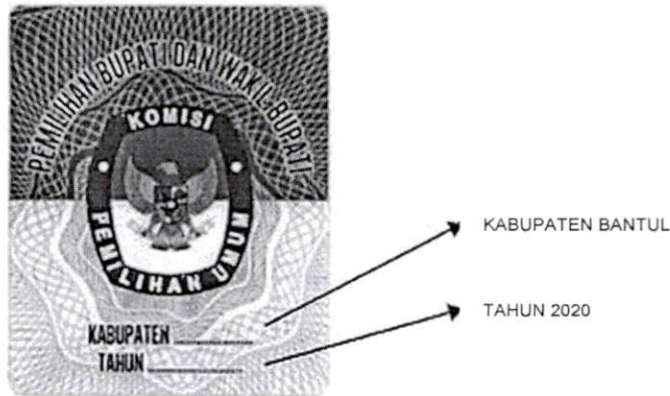 PEMILIHAN BUPATI DAN WAKIL BUPATI
KOMISI
PEMILIHAN UMUM
KABUPATEN
TAHUN
KABUPATEN BANTUL
TAHUN 2020